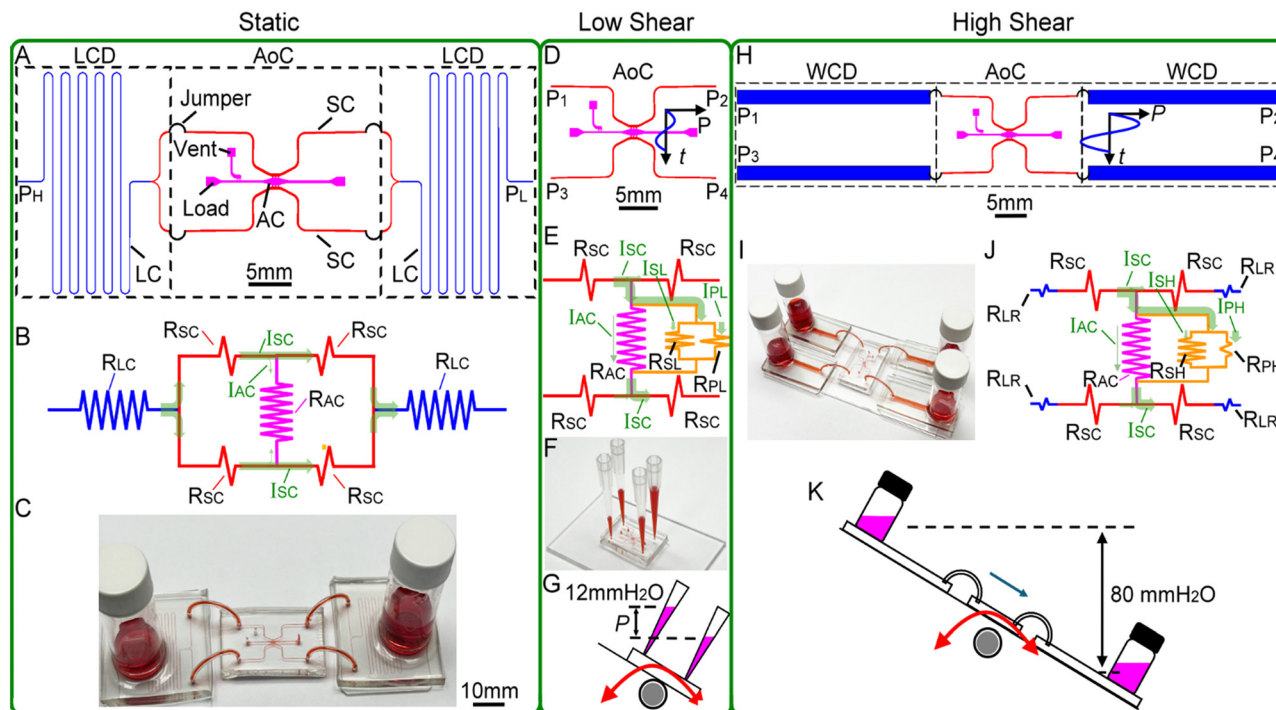 Static
Low Shear
High Shear
A
LCD
AoC
LCD
Jumper
SC
Vent
PH
PL
Load
AC
LC
5mm
SC
LC
B
RSC
ISC
RSC
RLC
IAC
RAC
RLC
RSC
ISC
RSC
C
10mm
D
AoC
P1
P2
P
t
P3
P4
5mm
E
RSC
ISC
RSC
ISL
IPL
IAC
RSL
RAC
RPL
RSC
ISC
RSC
F
G
12mmH2O
P
H
WCD
AoC
WCD
P1
P
P2
P3
t
P4
5mm
I
J
RSC
ISC
RSC
RLR
ISH
RLR
IPH
IAC
RAC
RSH
RPH
RLR
RLR
RSC
ISC
RSC
K
80 mmH2O